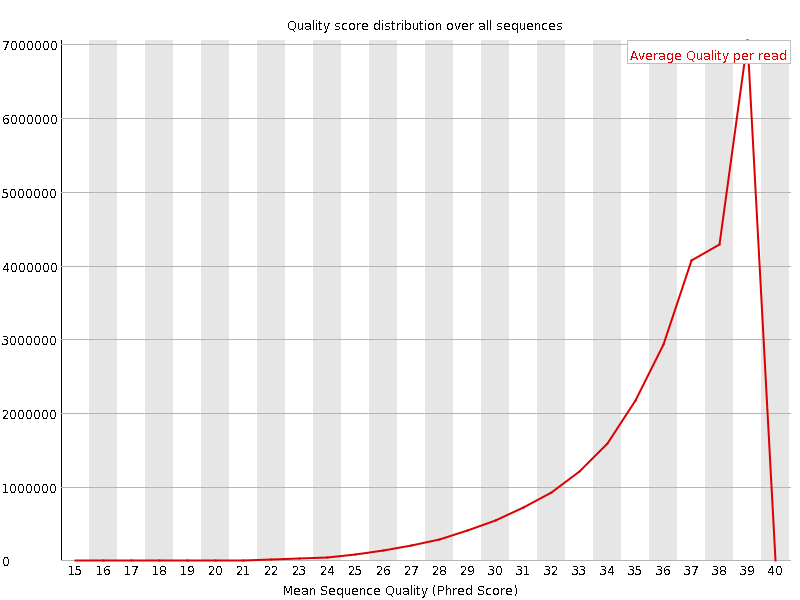 Quality score distribution over all sequences
Average Quality per read
7000000
6000000
5000000
4000000
3000000
2000000
1000000
0
15 16 17 18 19 20 21 22 23 24 25 26 27 28 29 30 31 32 33 34 35 36 37 38 39 40
Mean Sequence Quality (Phred Score)